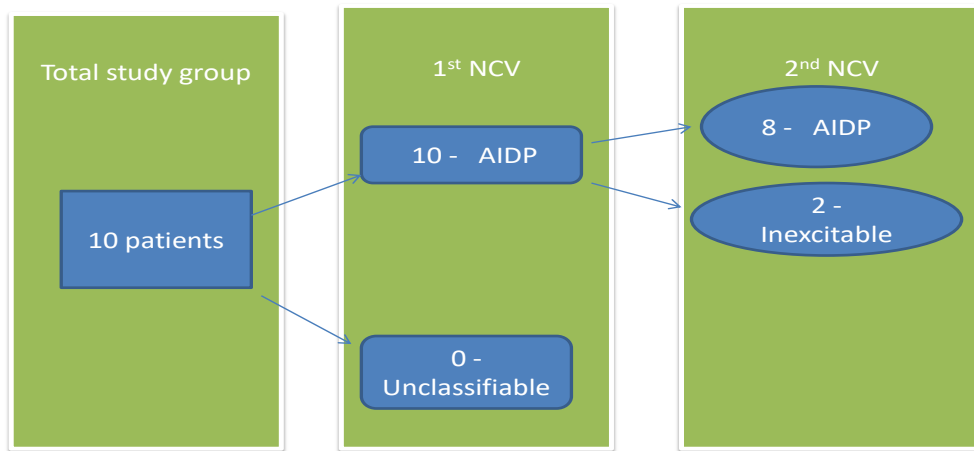 Total study group
10 patients
1st NCV
10 - AIDP
0 -
Unclassifiable
2nd NCV
8 - AIDP
2 -
Inexcitable